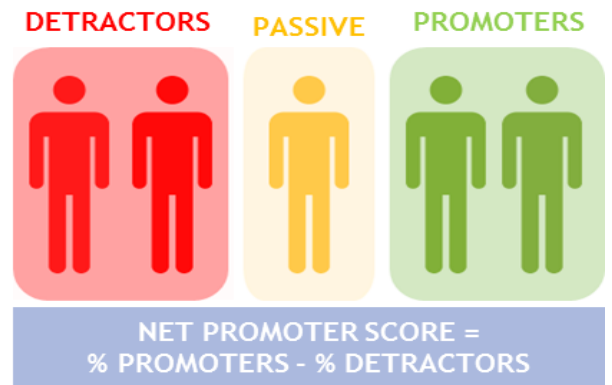 DETRACTORS
PASSIVE
PROMOTERS
NET PROMOTER SCORE =
% PROMOTERS - % DETRACTORS